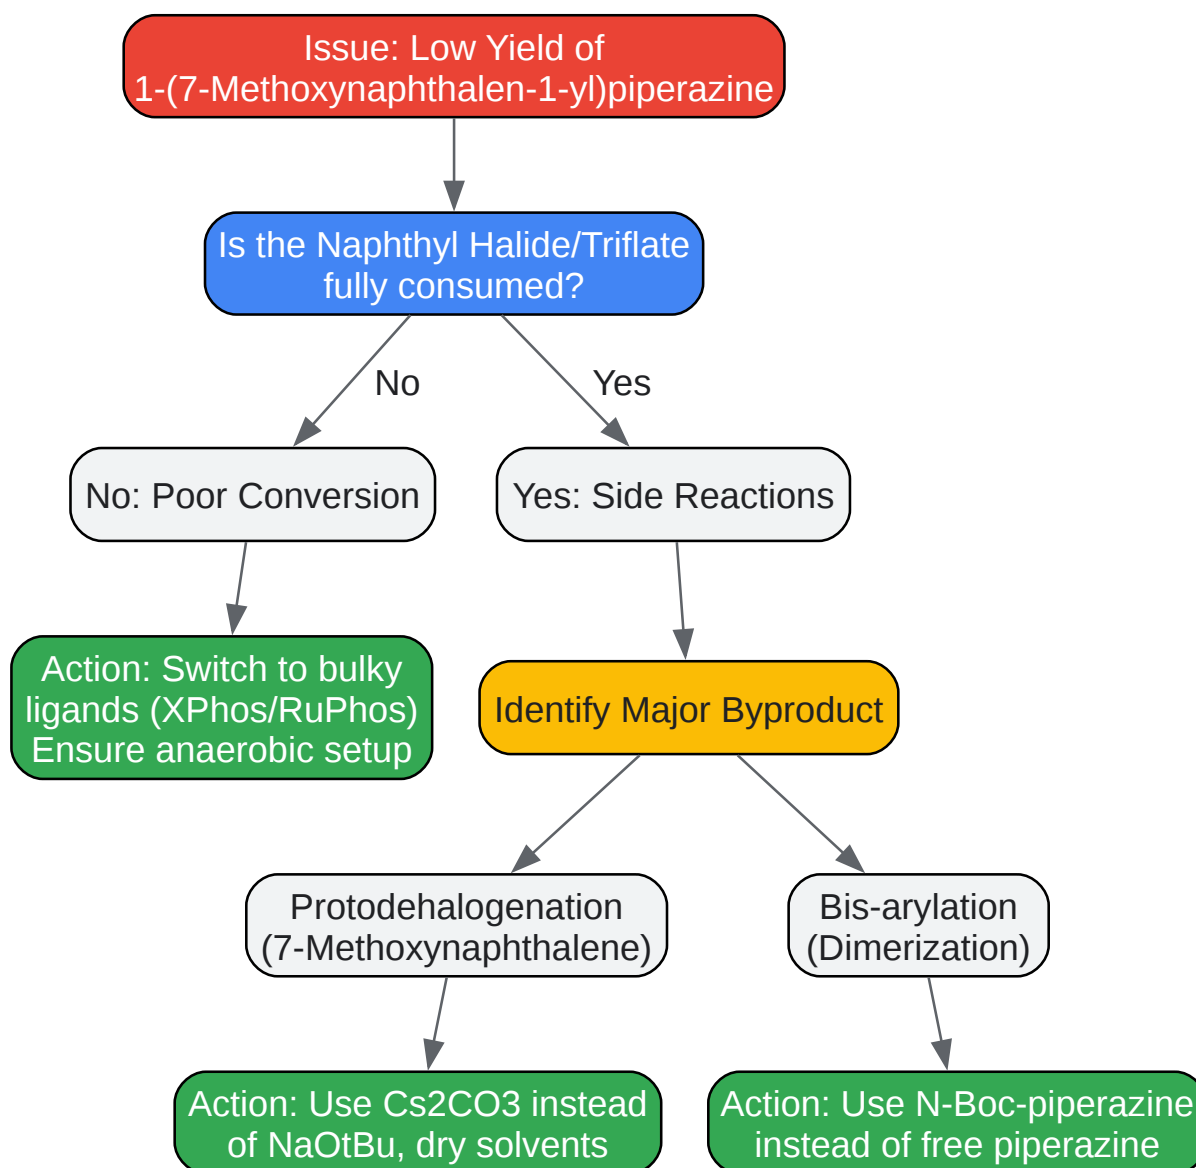 Issue: Low Yield of
1-(7-Methoxynaphthalen-1-yl)piperazine
Is the Naphthyl Halide/Triflate
fully consumed?
No
Yes
No: Poor Conversion
Yes: Side Reactions
Action: Switch to bulky
ligands (XPhos/RuPhos)
Ensure anaerobic setup
Identify Major Byproduct
Protodehalogenation
(7-Methoxynaphthalene)
Bis-arylation
(Dimerization)
Action: Use Cs2CO3 instead
of NaOtBu, dry solvents
Action: Use N-Boc-piperazine
instead of free piperazine